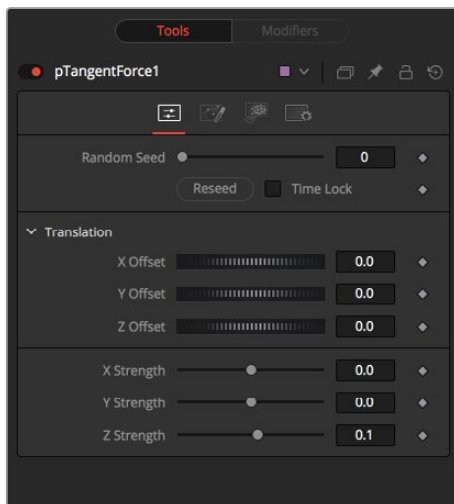 Tools Modifiers
pTangentForce1
Random Seed 0
Reseed Time Lock
Translation
X Offset 0.0
Y Offset 0.0
Z Offset 0.0
X Strength 0.0
Y Strength 0.0
Z Strength 0.1